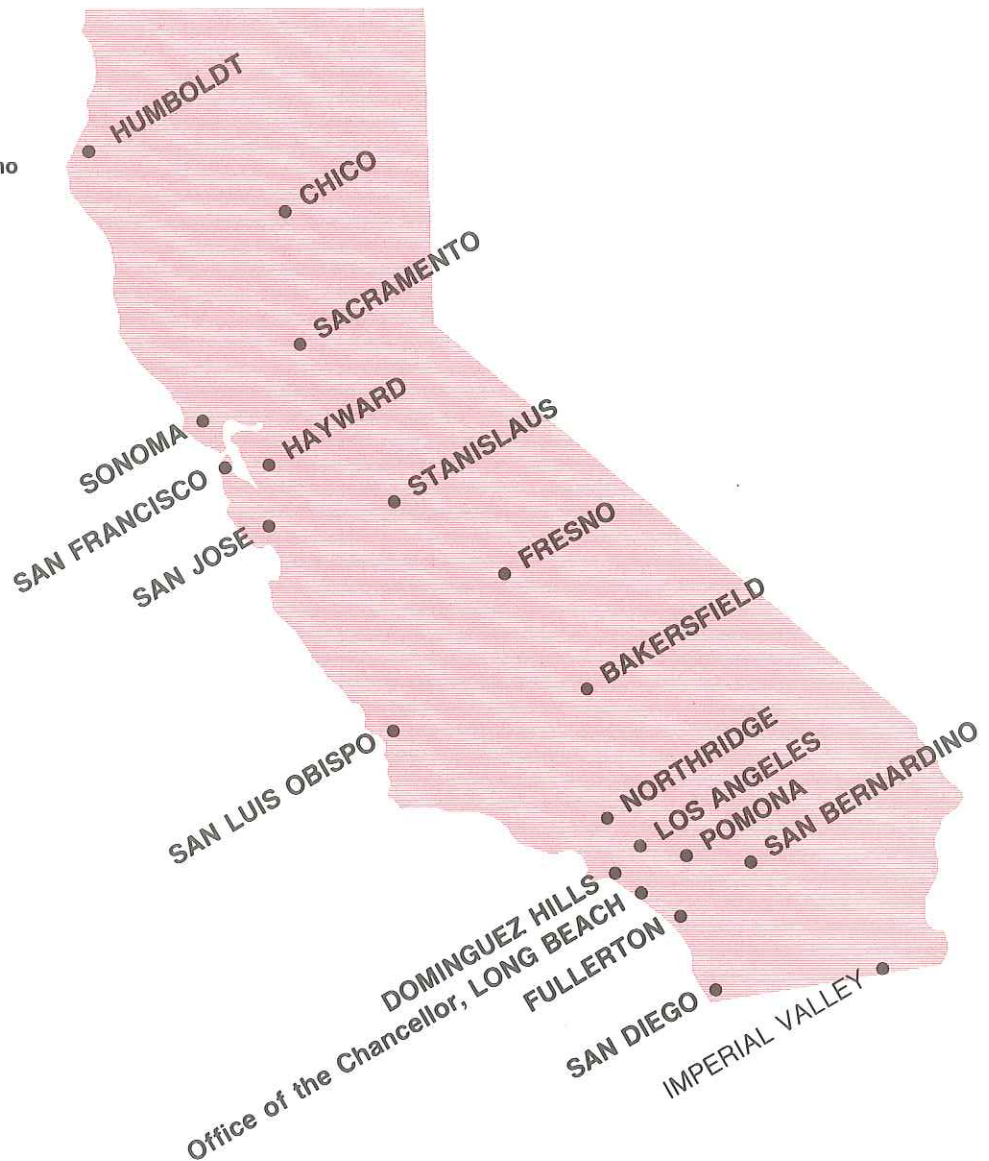 HUMBOLDT
no
CHICO
SACRAMENTO
HAYWARD
SONOMA
STANISLAUS
SAN FRANCISCO
SAN JOSE
FRESNO
BAKERSFIELD
SAN LUIS OBISPO
NORTHRIDGE
LOS ANGELES
POMONA
SAN BERNARDINO
DOMINGUEZ HILLS
Office of the Chancellor, LONG BEACH
FULLERTON
SAN DIEGO
IMPERIAL VALLEY